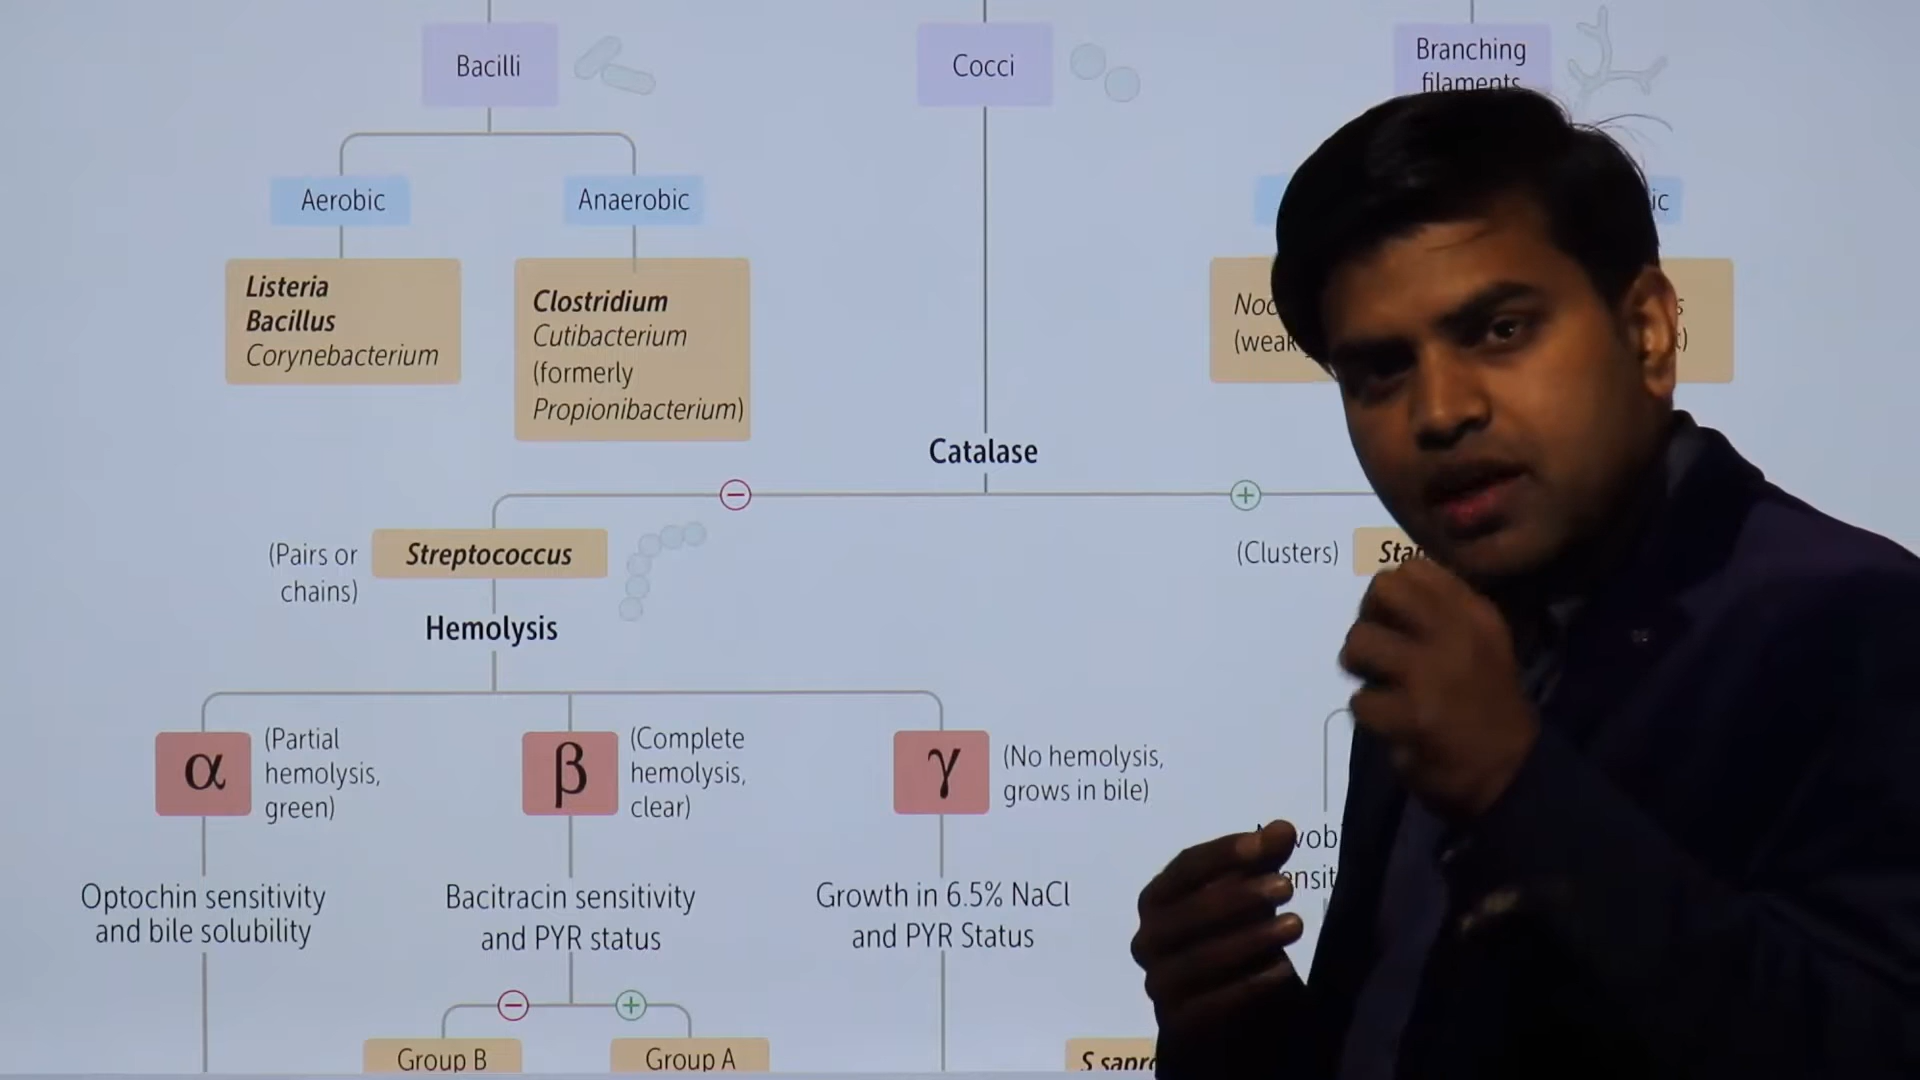 Bacilli
Cocci
Branching
filaments
Aerobic
Anaerobic
Listeria
Bacillus
Corynebacterium
Clostridium
Cutibacterium
(formerly
Propionibacterium)
(weak
Catalase
−
+
(Pairs or
chains)
Streptococcus
(Clusters)
Hemolysis
α
(Partial
hemolysis,
green)
β
(Complete
hemolysis,
clear)
γ
(No hemolysis,
grows in bile)
Optochin sensitivity
and bile solubility
Bacitracin sensitivity
and PYR status
Growth in 6.5% NaCl
and PYR Status
−
+
Group B
Group A
S